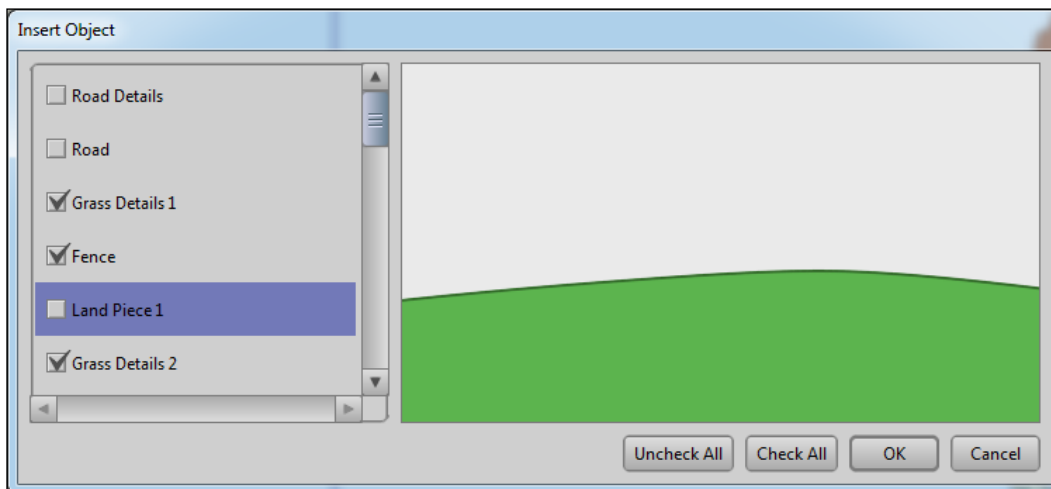 Insert Object
Road Details
Road
Grass Details 1
Fence
Land Piece 1
Grass Details 2
Uncheck All Check All OK Cancel